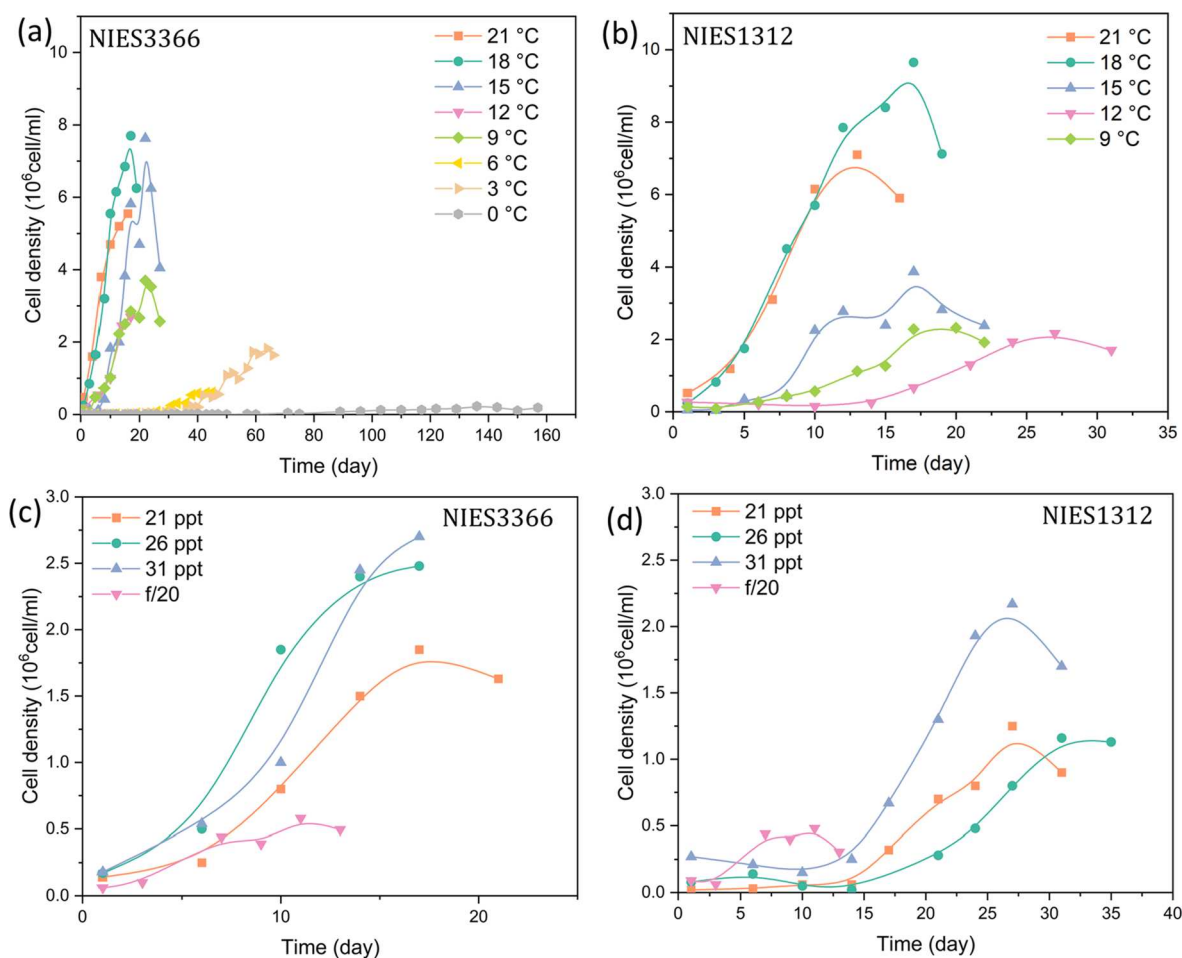 (a)
NIES3366
21 °C
18 °C
15 °C
12 °C
9 °C
6 °C
3 °C
0 °C
Cell density (10⁶cell/ml)
10
8
6
4
2
0
0 20 40 60 80 100 120 140 160
Time (day)
(b)
NIES1312
21 °C
18 °C
15 °C
12 °C
9 °C
Cell density (10⁶cell/ml)
10
8
6
4
2
0
0 5 10 15 20 25 30 35
Time (day)
(c)
NIES3366
21 ppt
26 ppt
31 ppt
f/20
Cell density (10⁶cell/ml)
3.0
2.5
2.0
1.5
1.0
0.5
0.0
0 10 20
Time (day)
(d)
NIES1312
21 ppt
26 ppt
31 ppt
f/20
Cell density (10⁶cell/ml)
3.0
2.5
2.0
1.5
1.0
0.5
0.0
0 5 10 15 20 25 30 35 40
Time (day)